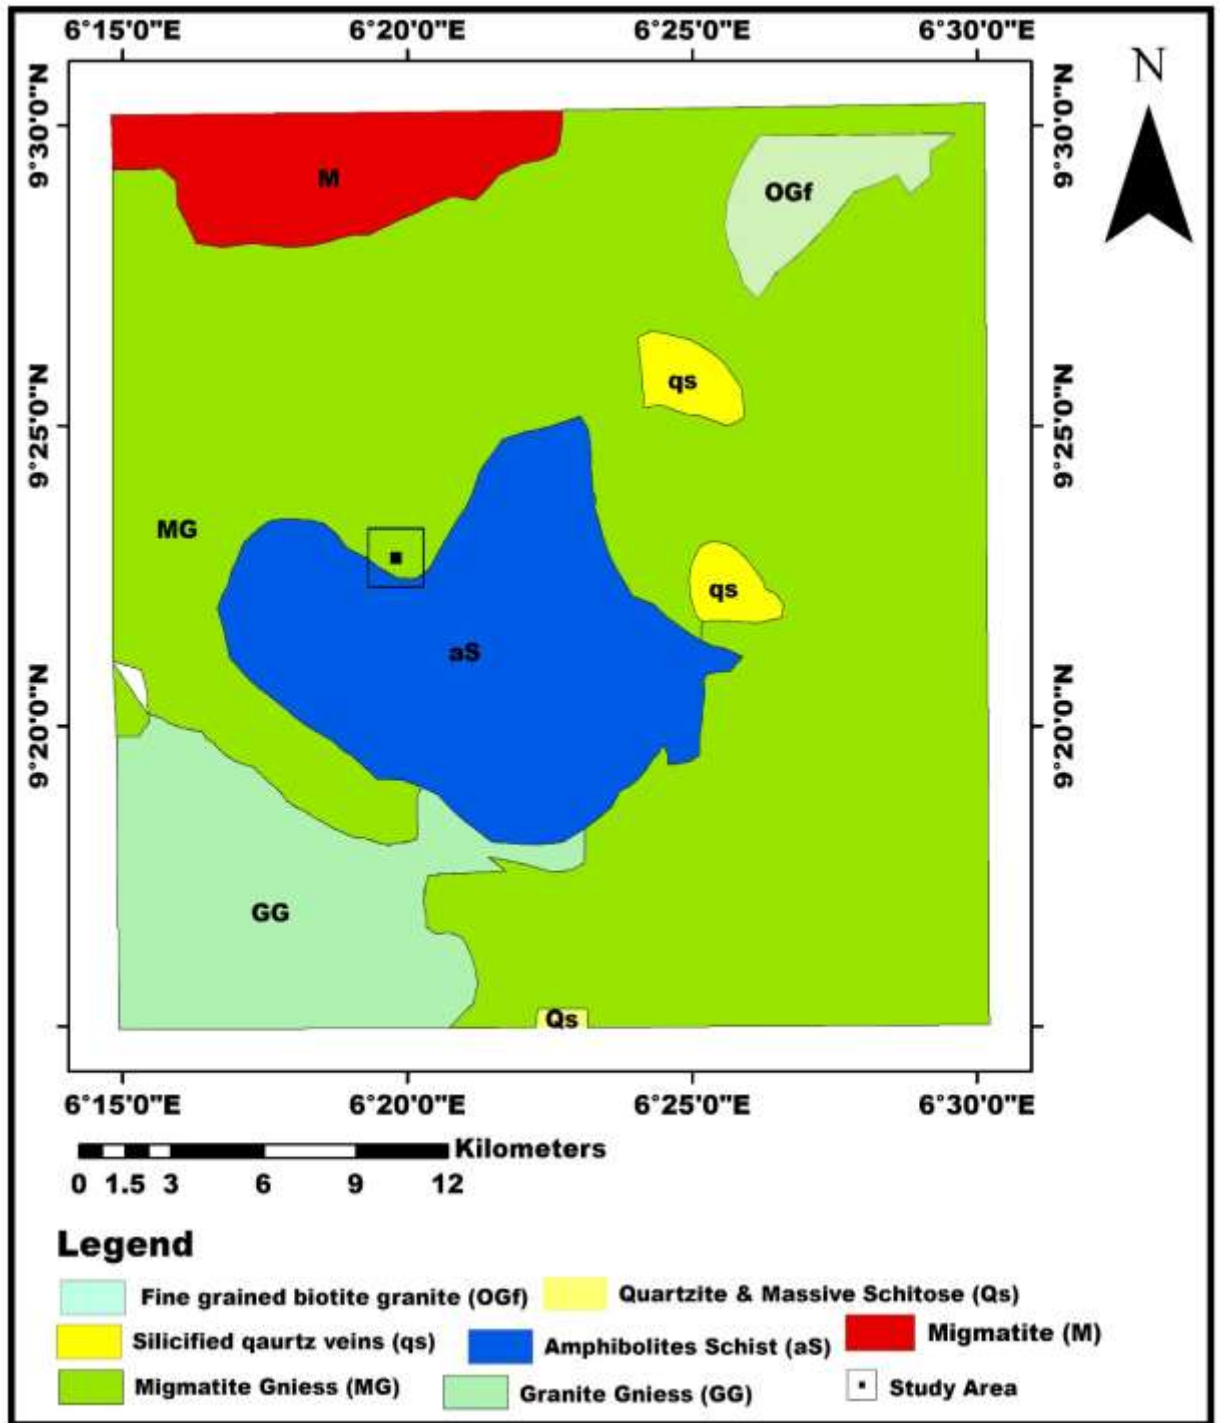 6°15'0"E 6°20'0"E 6°25'0"E 6°30'0"E
N
9°30'0"N 9°30'0"N
M
OGf
9°25'0"N 9°25'0"N
qs
MG
qs
aS
9°20'0"N 9°20'0"N
GG
Qs
6°15'0"E 6°20'0"E 6°25'0"E 6°30'0"E
Kilometers
0 1.5 3 6 9 12
Legend
Fine grained biotite granite (OGf) Quartzite & Massive Schitose (Qs)
Silicified qaurtz veins (qs) Amphibolites Schist (aS) Migmatite (M)
Migmatite Gniess (MG) Granite Gniess (GG) Study Area